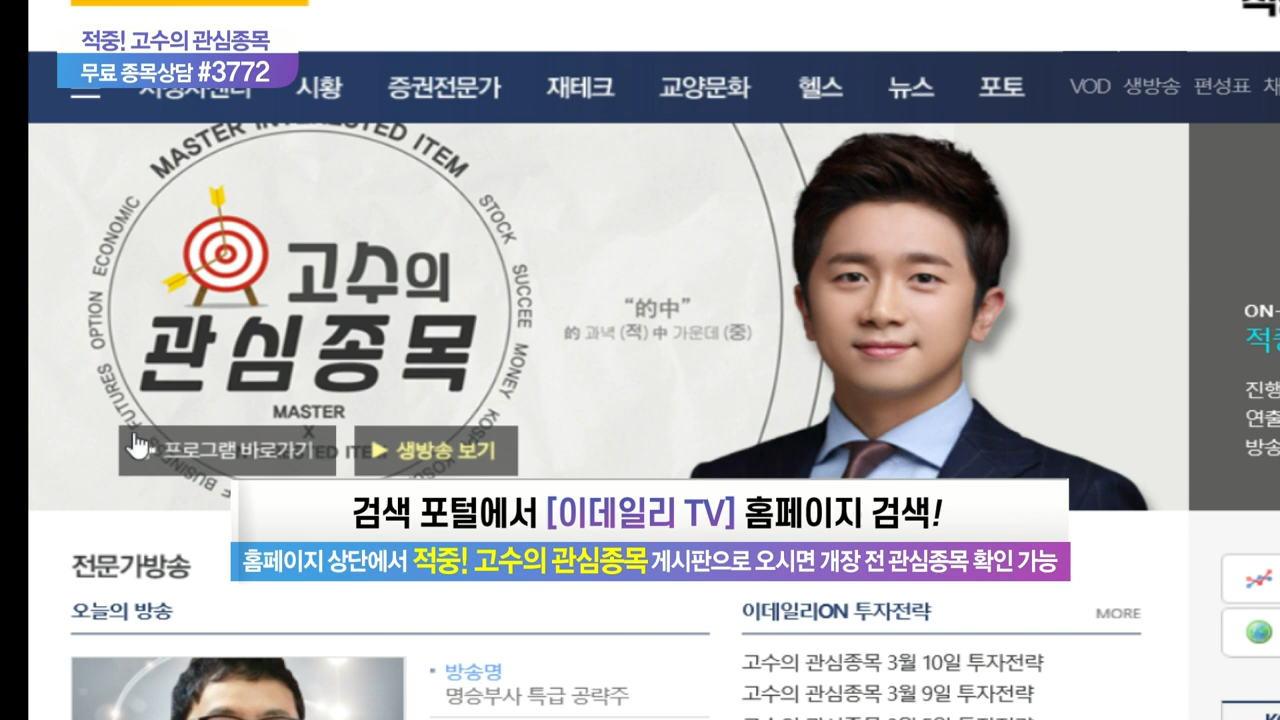 적중! 고수의 관심종목
무료 종목상담 #3772
시황 증권전문가 재테크 교양문화 헬스 뉴스 포토 VOD 생방송 편성표
MASTER INTERESTED ITEM
STOCK
SUCCEE
MONEY
ECONOMIC
OPTION
FUTURES
고수의
관심종목
MASTER
X
프로그램 바로가기
▶ 생방송 보기
“的中”
的 과녁 (적) 中 가운데 (중)
ON-
진행
연출
방송
검색 포털에서 [이데일리 TV] 홈페이지 검색!
홈페이지 상단에서 적중! 고수의 관심종목 게시판으로 오시면 개장 전 관심종목 확인 가능
전문가방송
오늘의 방송
방송명
명승부사 특급 공략주
이데일리ON 투자전략 MORE
고수의 관심종목 3월 10일 투자전략
고수의 관심종목 3월 9일 투자전략